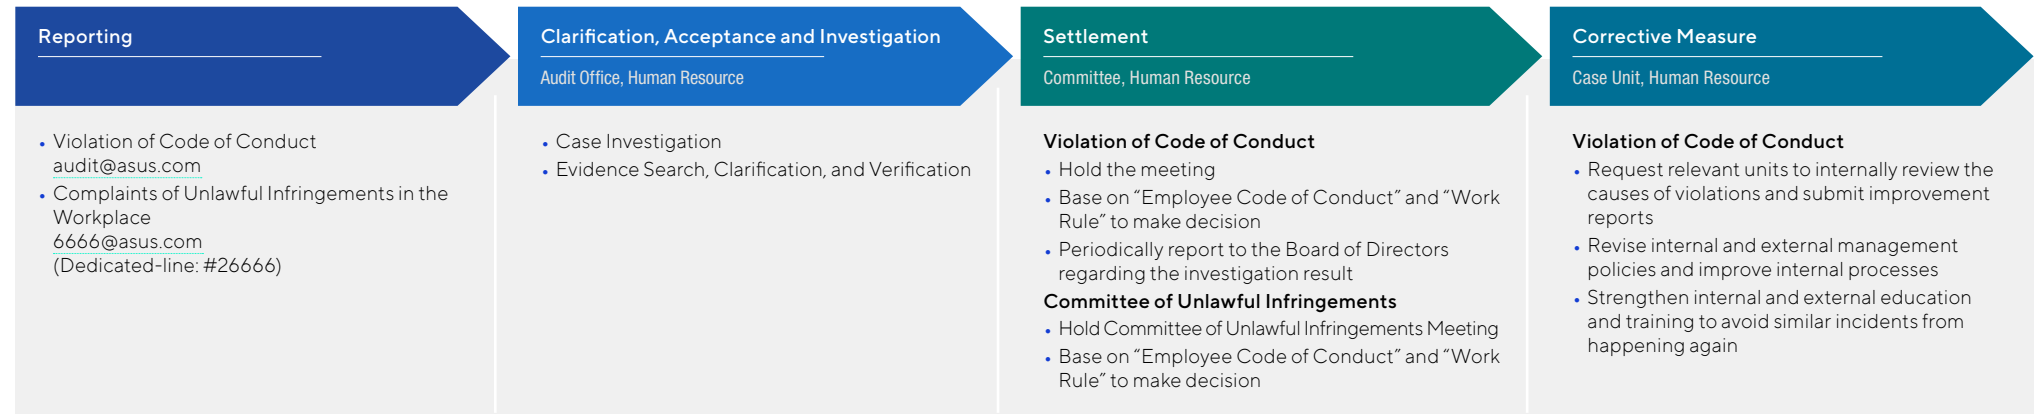 Reporting
• Violation of Code of Conduct
audit@asus.com
• Complaints of Unlawful Infringements in the
Workplace
6666@asus.com
(Dedicated-line: #26666)
Clarification, Acceptance and Investigation
Audit Office, Human Resource
• Case Investigation
• Evidence Search, Clarification, and Verification
Settlement
Committee, Human Resource
Violation of Code of Conduct
• Hold the meeting
• Base on “Employee Code of Conduct” and “Work
Rule” to make decision
• Periodically report to the Board of Directors
regarding the investigation result
Committee of Unlawful Infringements
• Hold Committee of Unlawful Infringements Meeting
• Base on “Employee Code of Conduct” and “Work
Rule” to make decision
Corrective Measure
Case Unit, Human Resource
Violation of Code of Conduct
• Request relevant units to internally review the
causes of violations and submit improvement
reports
• Revise internal and external management
policies and improve internal processes
• Strengthen internal and external education
and training to avoid similar incidents from
happening again